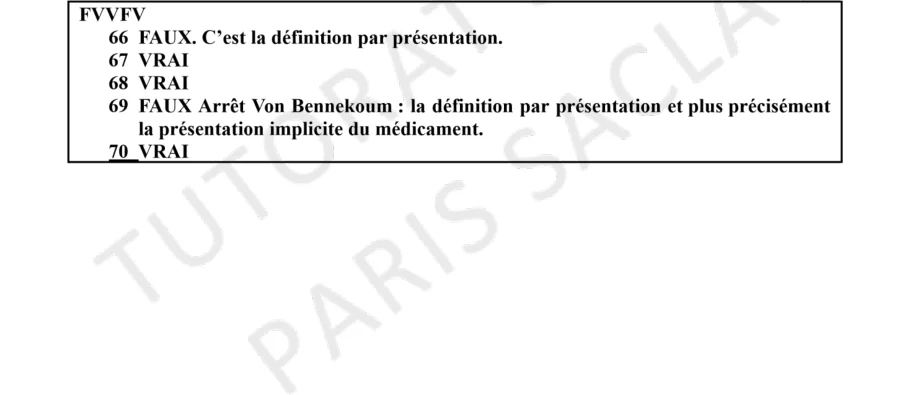 FVVFV
66 FAUX. C’est la définition par présentation.
67 VRAI
68 VRAI
69 FAUX Arrêt Von Bennekoum : la définition par présentation et plus précisément
la présentation implicite du médicament.
70 VRAI
TUTORAT
PARIS SACLA